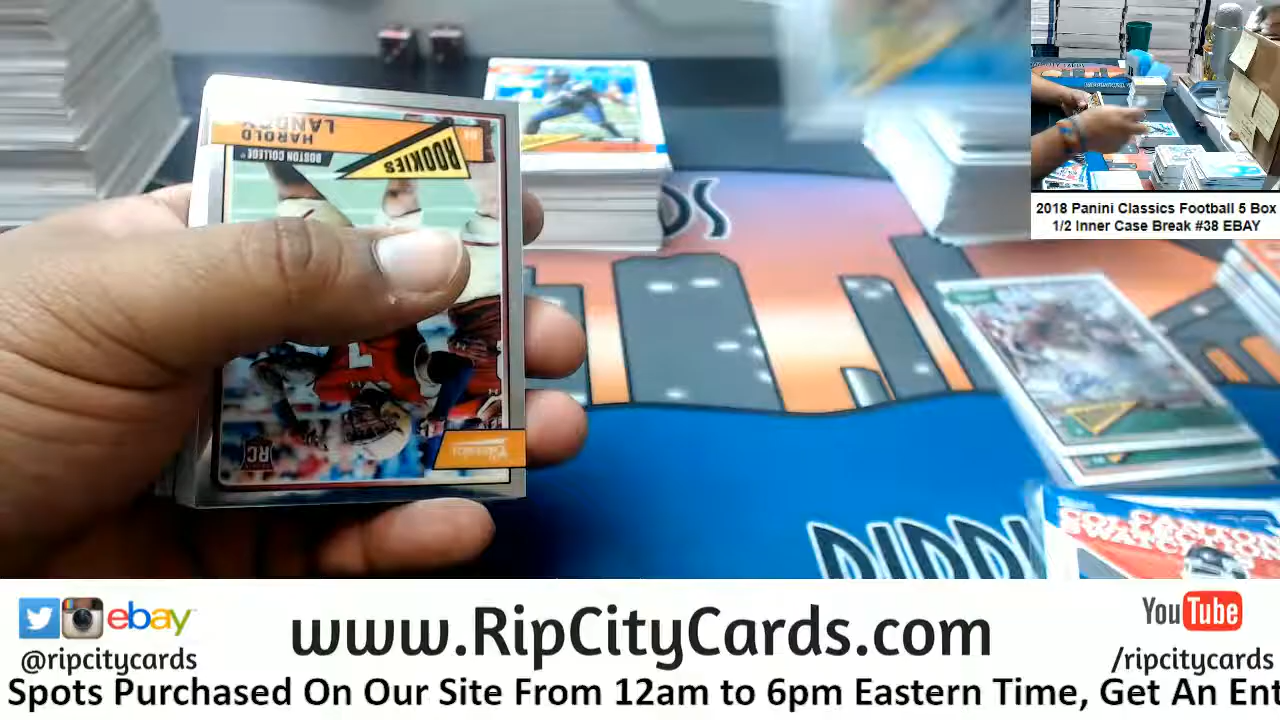 HAROLD
LANDRY
BOSTON COLLEGE
ROOKIES
RC
2018 Panini Classics Football 5 Box
1/2 Inner Case Break #38 EBAY
CANTON
ebay
@ripcitycards
www.RipCityCards.com
YouTube
/ripcitycards
Spots Purchased On Our Site From 12am to 6pm Eastern Time, Get An Ent